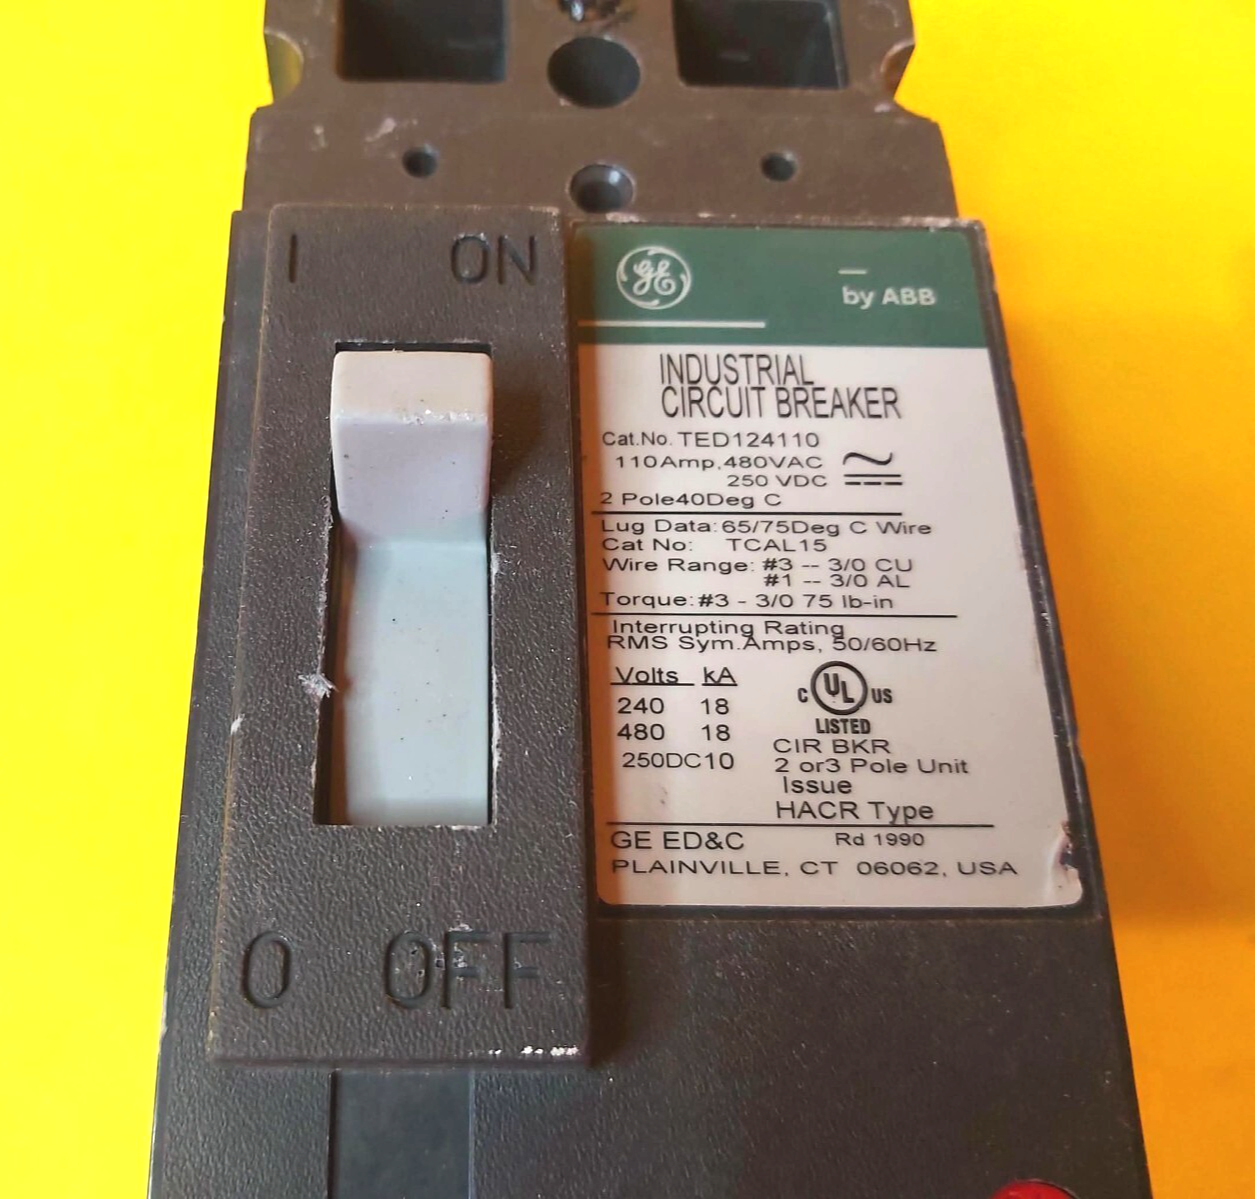 I ON
GE
by ABB
INDUSTRIAL
CIRCUIT BREAKER
Cat.No. TED124110
110Amp,480VAC
250 VDC
2 Pole40Deg C
Lug Data: 65/75Deg C Wire
Cat No: TCAL15
Wire Range: #3 -- 3/0 CU
#1 -- 3/0 AL
Torque: #3 - 3/0 75 lb-in
Interrupting Rating
RMS Sym.Amps, 50/60Hz
Volts kA
240 18
480 18
250DC10
C UL US
LISTED
CIR BKR
2 or3 Pole Unit
Issue
HACR Type
GE ED&C Rd 1990
PLAINVILLE, CT 06062, USA
O OFF